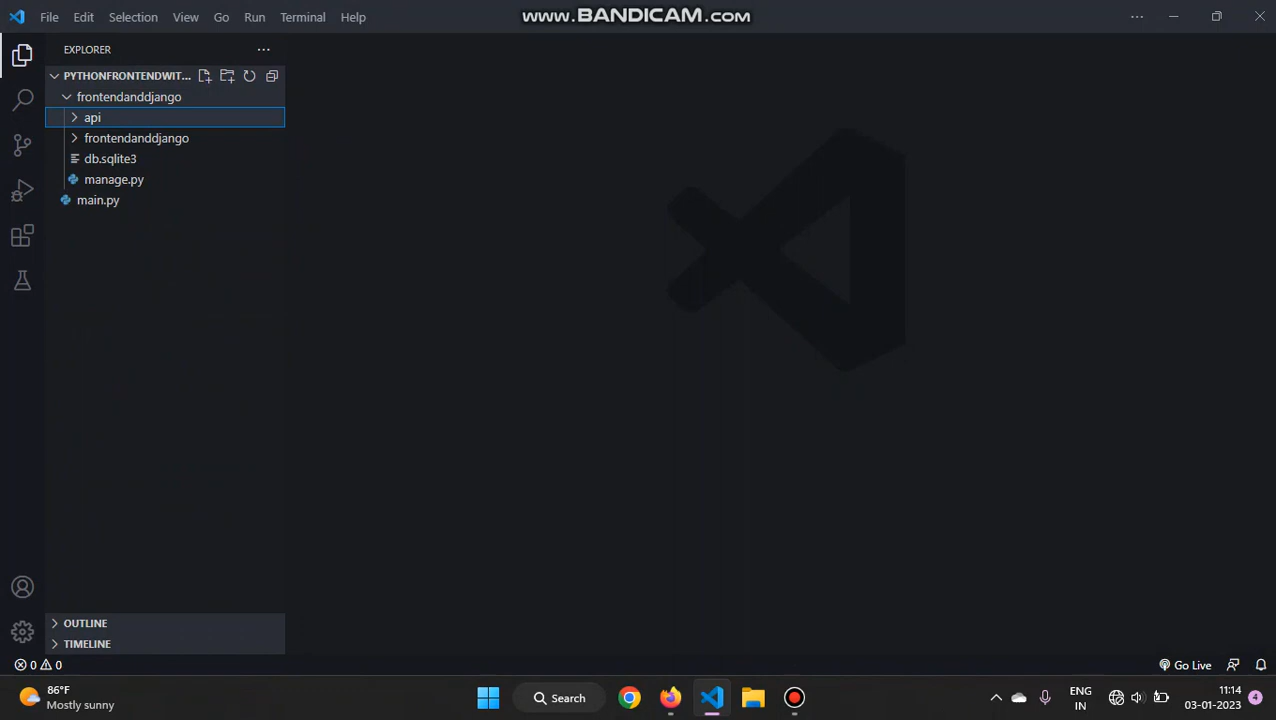 File Edit Selection View Go Run Terminal Help
www.BANDICAM.com
EXPLORER
PYTHONFRONTENDWIT...
frontendanddjango
api
frontendanddjango
db.sqlite3
manage.py
main.py
OUTLINE
TIMELINE
0 0
Go Live
86°F
Mostly sunny
Search
ENG
IN
11:14
03-01-2023
4